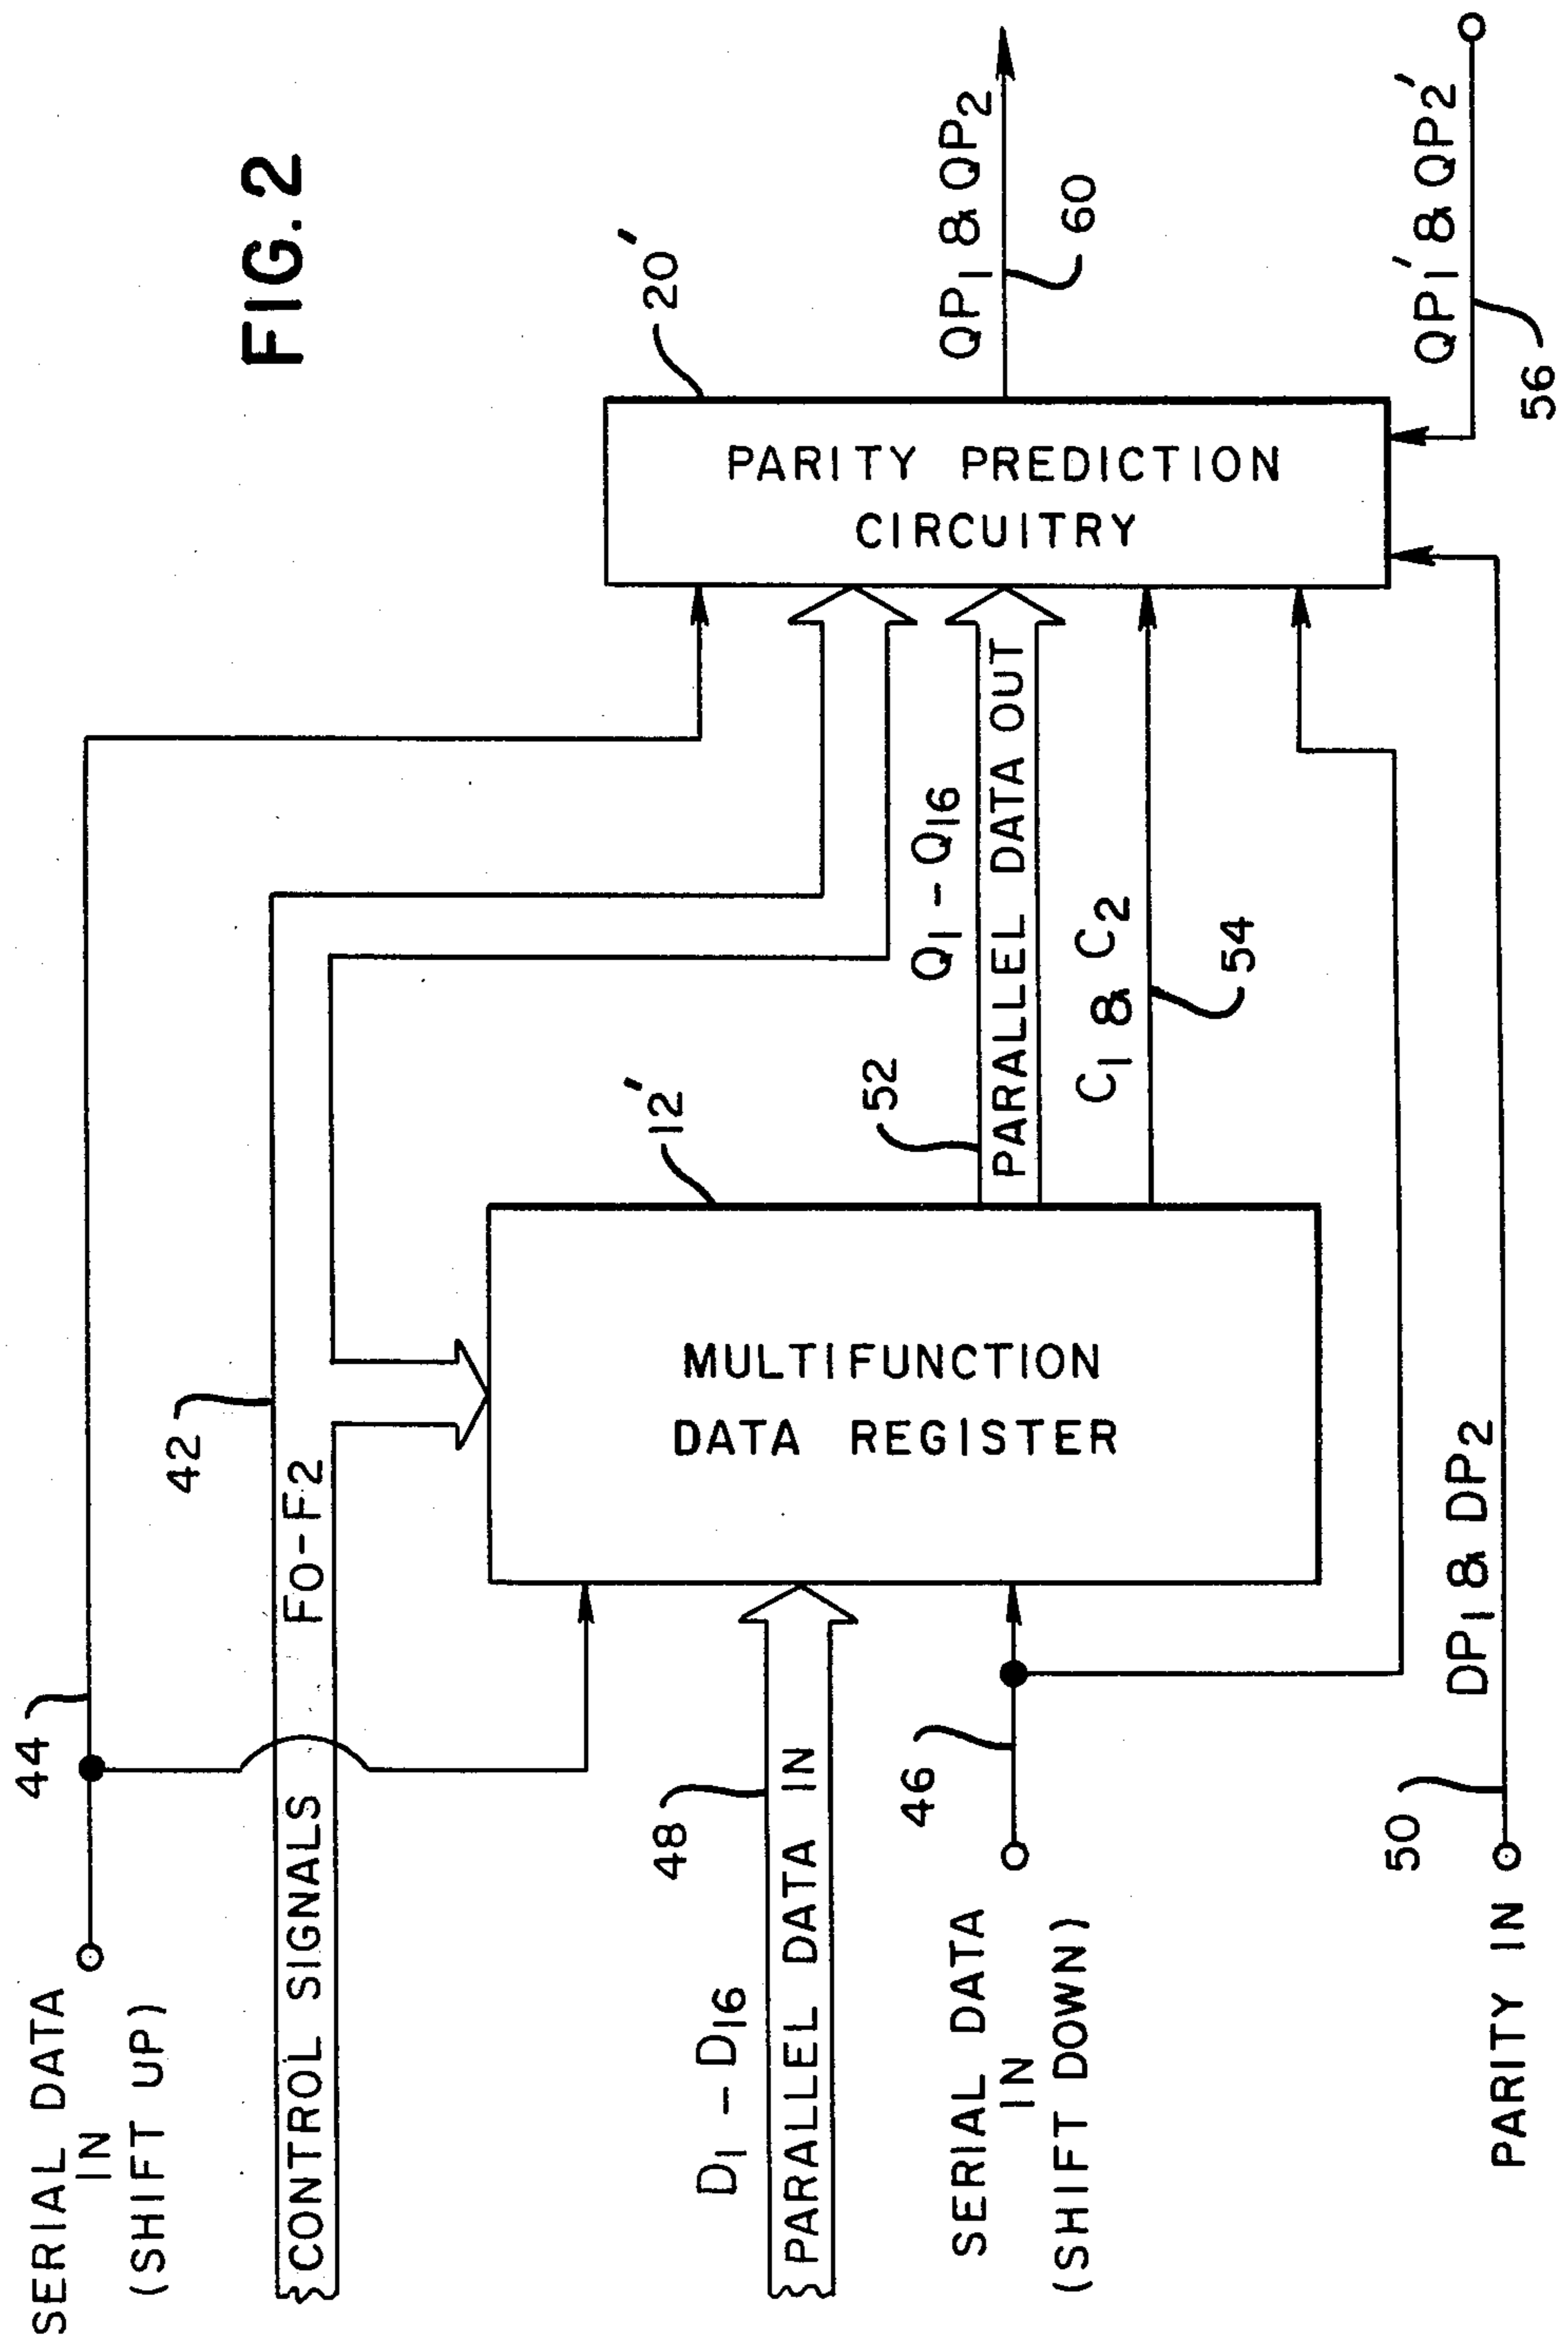 FIG.2
SERIAL DATA
IN
(SHIFT UP)
44
42
CONTROL SIGNALS F0-F2
20'
12'
D1 - D16
PARALLEL DATA IN
48
MULTIFUNCTION
DATA REGISTER
PARITY PREDICTION
CIRCUITRY
Q1 - Q16
PARALLEL DATA OUT
52
C1 & C2
54
QP1 & QP2
60
SERIAL DATA
IN
(SHIFT DOWN)
46
QP1' & QP2'
56
PARITY IN
50
DP1 & DP2